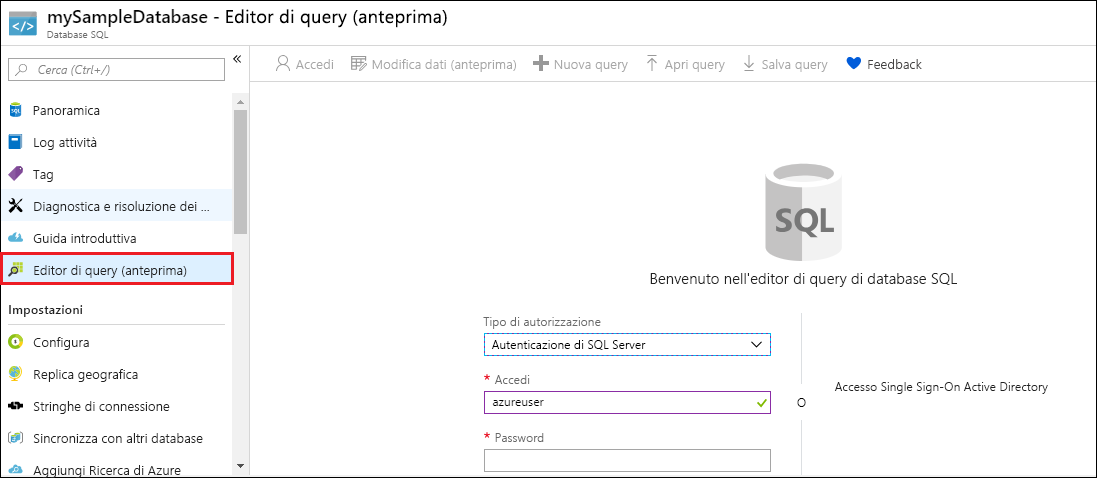 mySampleDatabase - Editor di query (anteprima)
Database SQL
Cerca (Ctrl+/)
«
Panoramica
Log attività
Tag
Diagnostica e risoluzione dei ...
Guida introduttiva
Editor di query (anteprima)
Impostazioni
Configura
Replica geografica
Stringhe di connessione
Sincronizza con altri database
Aggiungi Ricerca di Azure
Accedi Modifica dati (anteprima) Nuova query Apri query Salva query Feedback
SQL
Benvenuto nell'editor di query di database SQL
Tipo di autorizzazione
Autenticazione di SQL Server
* Accedi
azureuser
* Password
O
Accesso Single Sign-On Active Directory